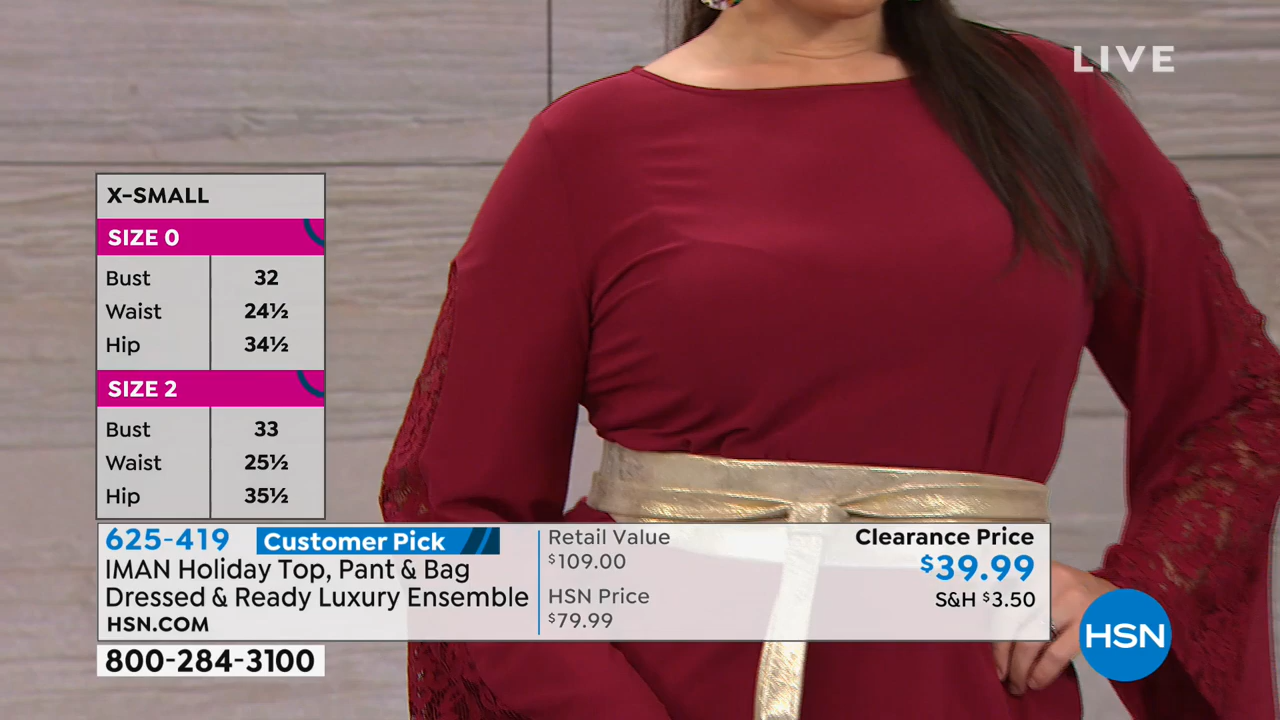 LIVE
X-SMALL
SIZE 0
Bust 32
Waist 24½
Hip 34½
SIZE 2
Bust 33
Waist 25½
Hip 35½
625-419 Customer Pick
IMAN Holiday Top, Pant & Bag
Dressed & Ready Luxury Ensemble
HSN.COM
Retail Value
$109.00
HSN Price
$79.99
Clearance Price
$39.99
S&H $3.50
HSN
800-284-3100